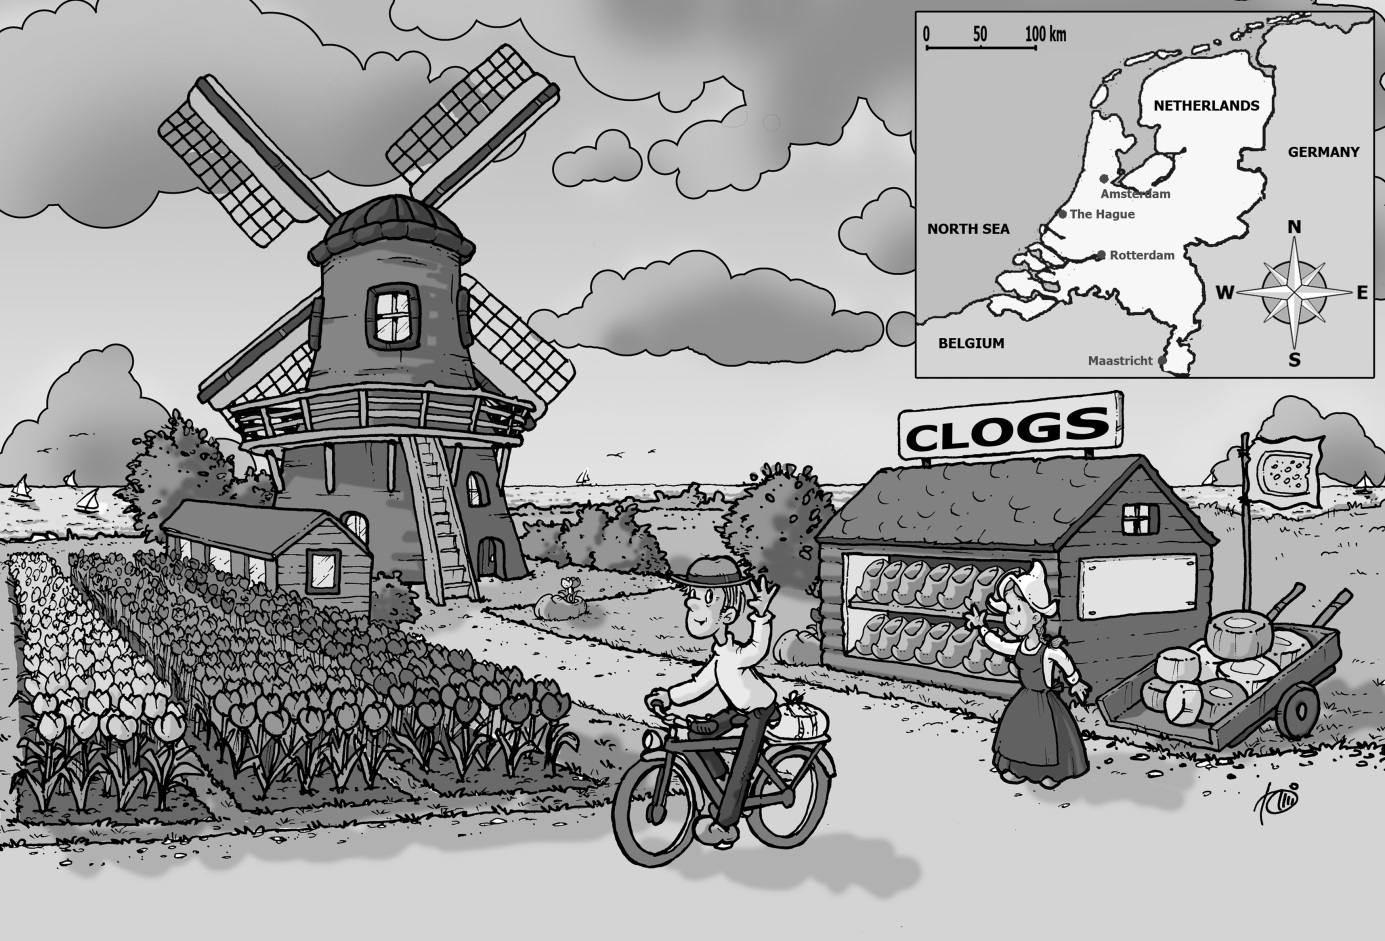 0 50 100 km
NETHERLANDS
GERMANY
Amsterdam
The Hague
NORTH SEA
N
Rotterdam
W E
BELGIUM
S
Maastricht
CLOGS